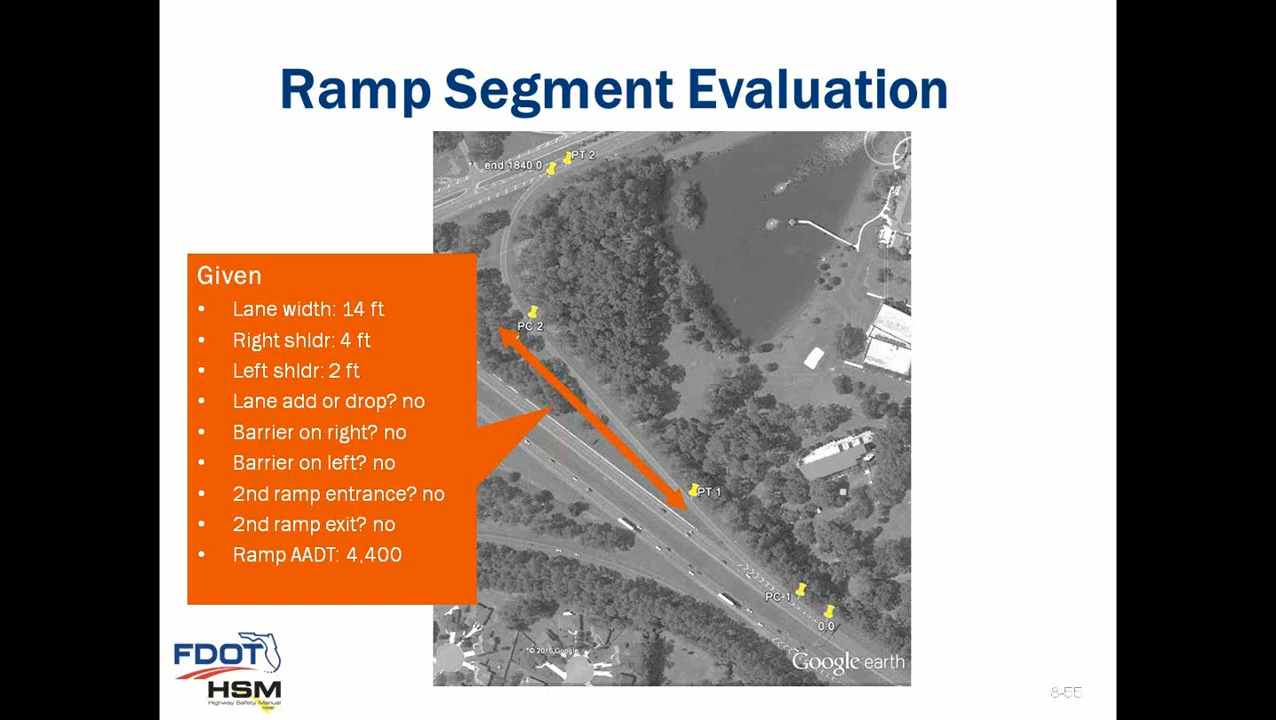 Ramp Segment Evaluation
PT 2
end 1840.0
Given
• Lane width: 14 ft
• Right shldr: 4 ft
• Left shldr: 2 ft
• Lane add or drop? no
• Barrier on right? no
• Barrier on left? no
• 2nd ramp entrance? no
• 2nd ramp exit? no
• Ramp AADT: 4,400
PC 2
PT 1
PC 1
0.0
© 2016 Google
Google earth
FDOT
HSM
Highway Safety Manual
8-55